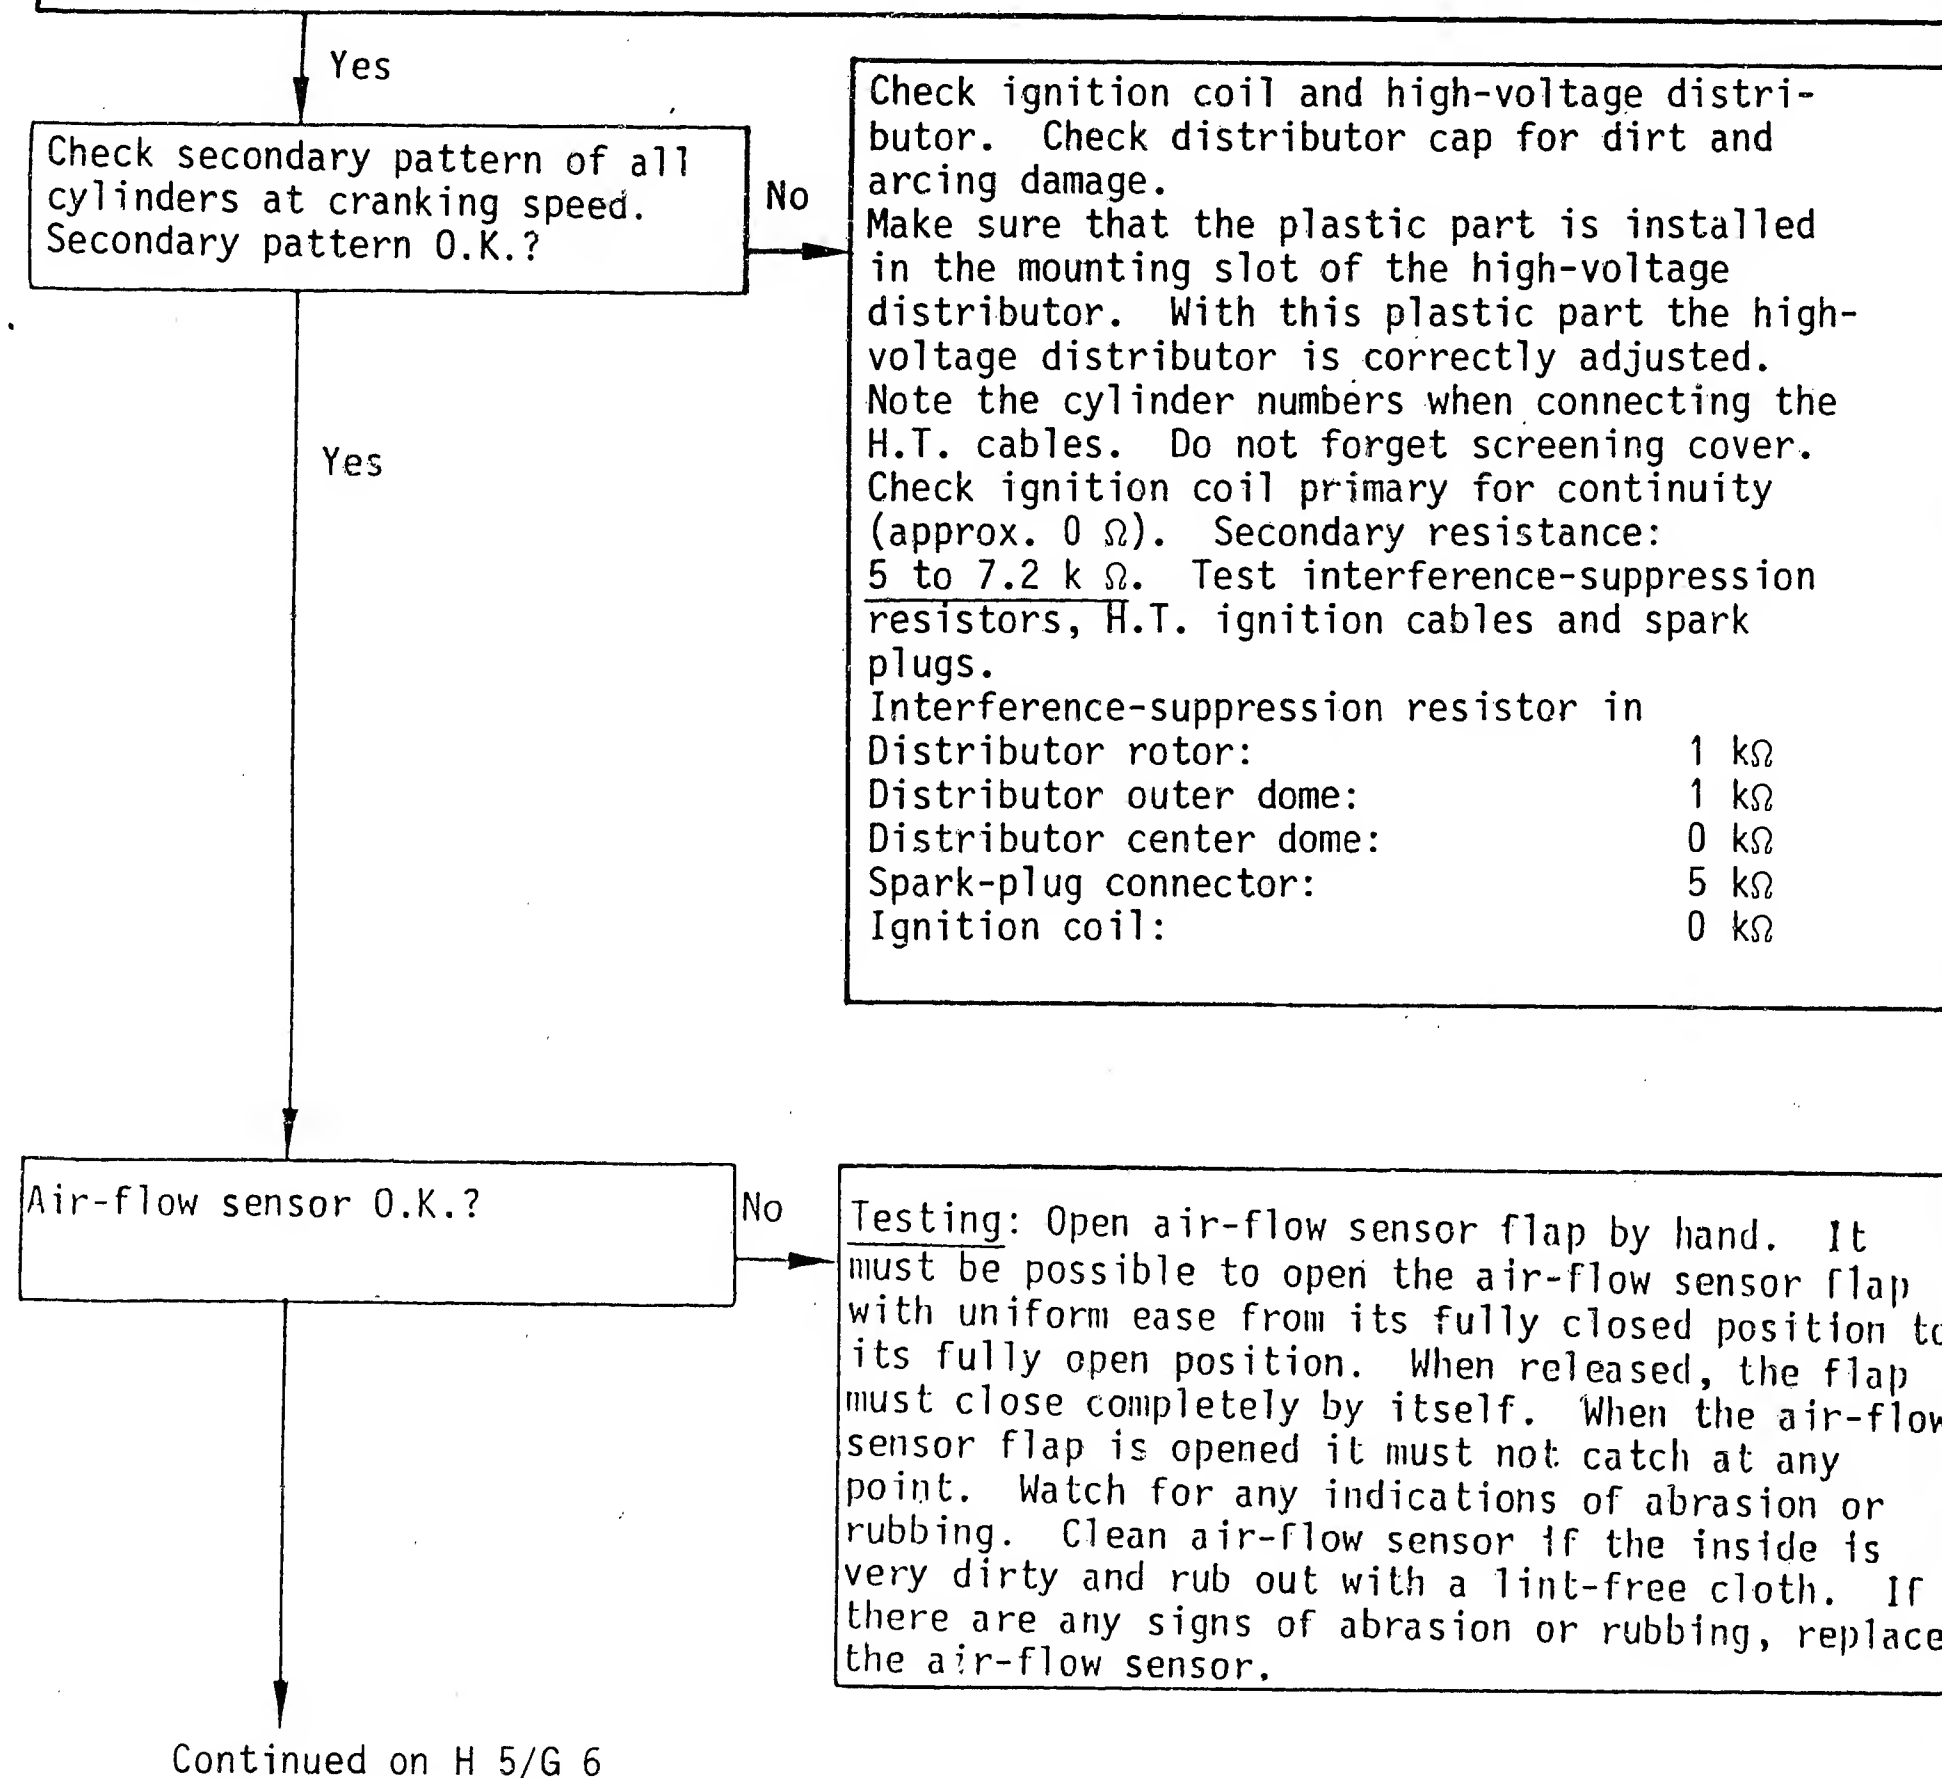 Yes
Check secondary pattern of all
cylinders at cranking speed.
Secondary pattern O.K.?
No
Check ignition coil and high-voltage distri-
butor. Check distributor cap for dirt and
arcing damage.
Make sure that the plastic part is installed
in the mounting slot of the high-voltage
distributor. With this plastic part the high-
voltage distributor is correctly adjusted.
Note the cylinder numbers when connecting the
H.T. cables. Do not forget screening cover.
Check ignition coil primary for continuity
(approx. 0 Ω). Secondary resistance:
5 to 7.2 k Ω. Test interference-suppression
resistors, H.T. ignition cables and spark
plugs.
Interference-suppression resistor in
Distributor rotor: 1 kΩ
Distributor outer dome: 1 kΩ
Distributor center dome: 0 kΩ
Spark-plug connector: 5 kΩ
Ignition coil: 0 kΩ
Yes
Air-flow sensor O.K.?
No
Testing: Open air-flow sensor flap by hand. It
must be possible to open the air-flow sensor flap
with uniform ease from its fully closed position to
its fully open position. When released, the flap
must close completely by itself. When the air-flow
sensor flap is opened it must not catch at any
point. Watch for any indications of abrasion or
rubbing. Clean air-flow sensor if the inside is
very dirty and rub out with a lint-free cloth. If
there are any signs of abrasion or rubbing, replace
the air-flow sensor.
Continued on H 5/G 6